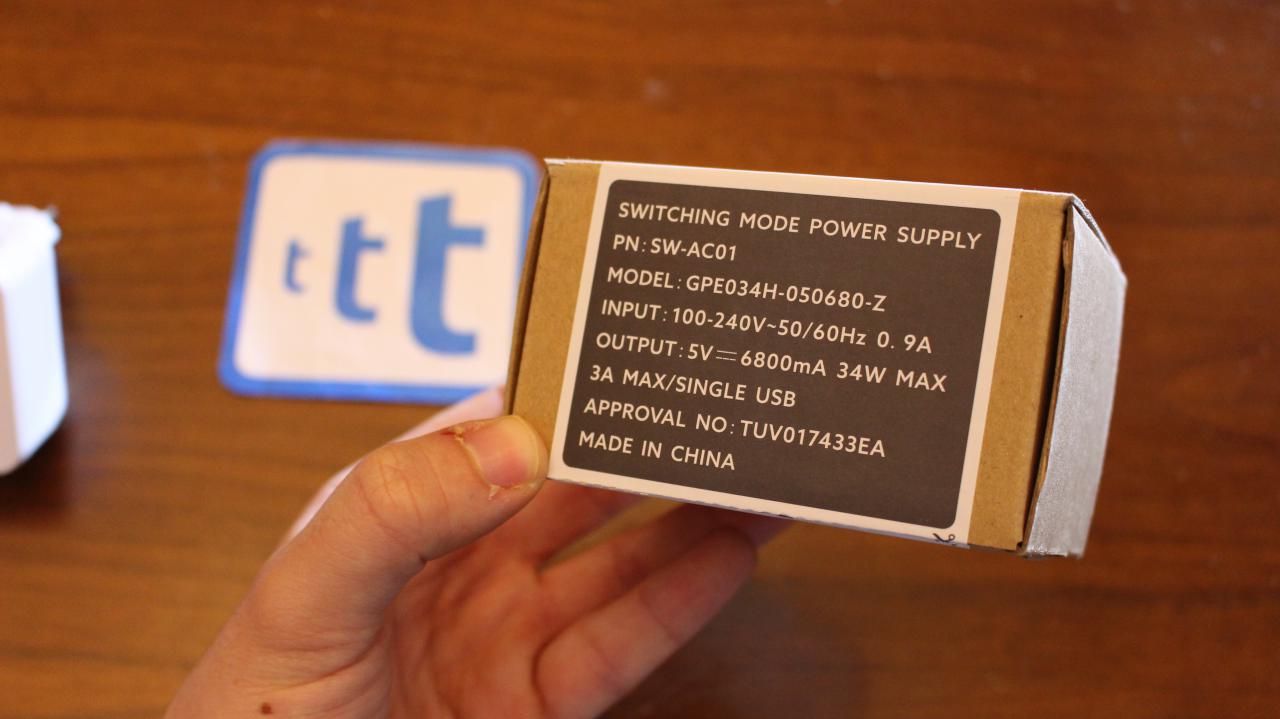 t t t
SWITCHING MODE POWER SUPPLY
PN: SW-AC01
MODEL: GPE034H-050680-Z
INPUT: 100-240V~50/60Hz 0. 9A
OUTPUT: 5V⎓6800mA 34W MAX
3A MAX/SINGLE USB
APPROVAL NO: TUV017433EA
MADE IN CHINA